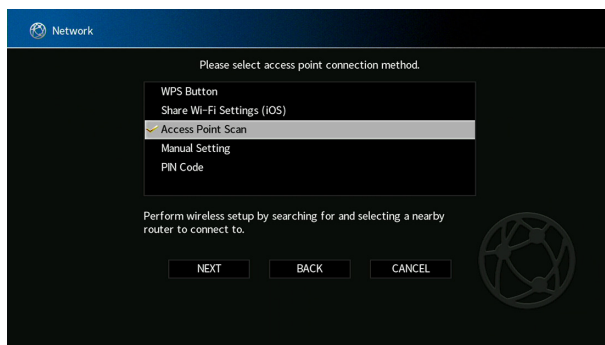 Network
Please select access point connection method.
WPS Button
Share Wi-Fi Settings (iOS)
Access Point Scan
Manual Setting
PIN Code
Perform wireless setup by searching for and selecting a nearby
router to connect to.
NEXT BACK CANCEL